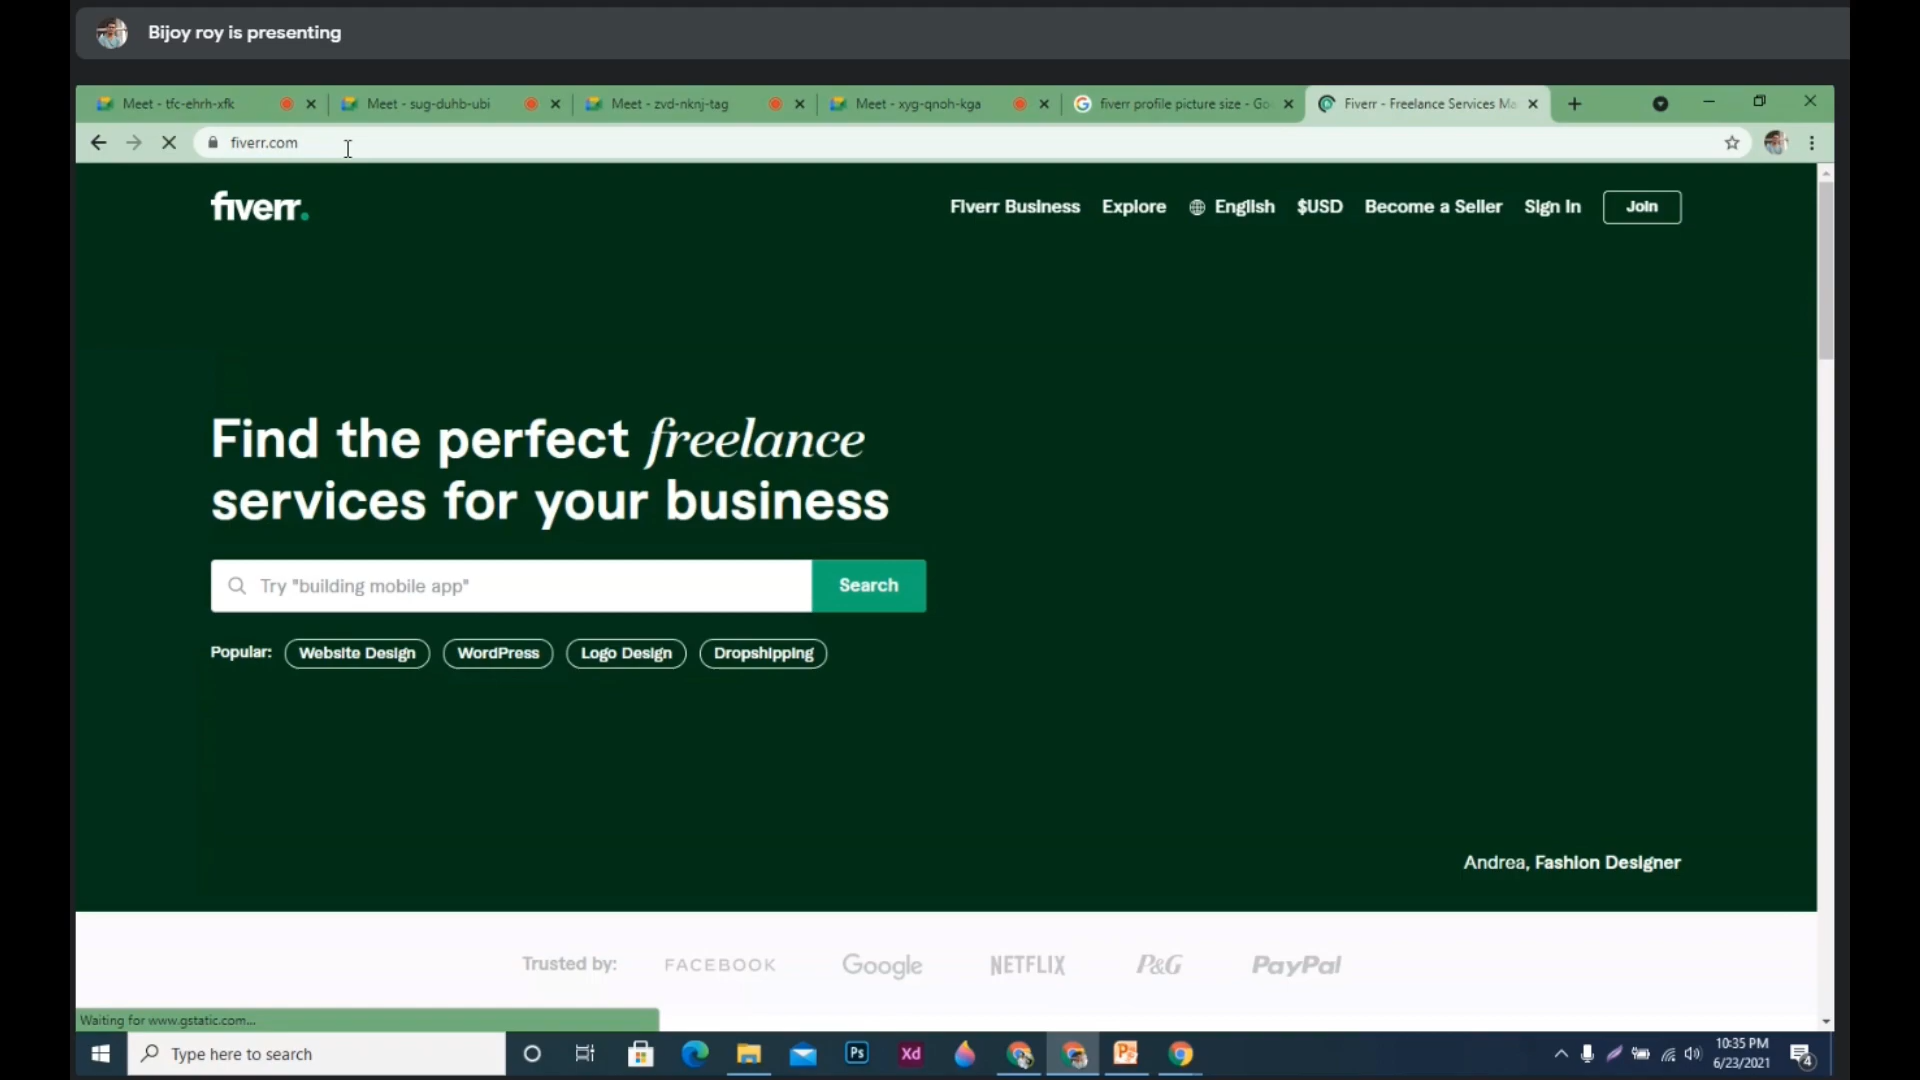 Bijoy roy is presenting
Meet - tfc-ehrh-xfk
Meet - sug-duhb-ubi
Meet - zvd-nknj-tag
Meet - xyg-qnoh-kga
fiverr profile picture size - Go
Fiverr - Freelance Services Ma
fiverr.com
fiverr.
Fiverr Business
Explore
English
$USD
Become a Seller
Sign In
Join
Find the perfect freelance
services for your business
Try "building mobile app"
Search
Popular:
Website Design
WordPress
Logo Design
Dropshipping
Andrea, Fashion Designer
Trusted by:
FACEBOOK
Google
NETFLIX
P&G
PayPal
Waiting for www.gstatic.com...
Type here to search
Ps
Xd
10:35 PM
6/23/2021
4